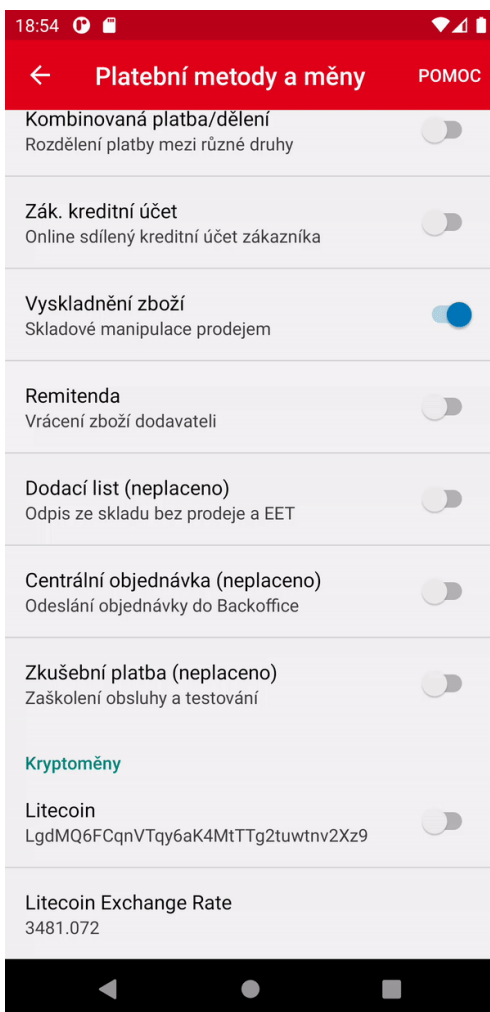 18:54
Platební metody a měny
POMOC
Kombinovaná platba/dělení
Rozdělení platby mezi různé druhy
Zák. kreditní účet
Online sdílený kreditní účet zákazníka
Vyskladnění zboží
Skladové manipulace prodejem
Remitenda
Vrácení zboží dodavateli
Dodací list (neplaceno)
Odpis ze skladu bez prodeje a EET
Centrální objednávka (neplaceno)
Odeslání objednávky do Backoffice
Zkušební platba (neplaceno)
Zaškolení obsluhy a testování
Kryptoměny
Litecoin
LgdMQ6FCqnVTqy6aK4MtTTg2tuwtnv2Xz9
Litecoin Exchange Rate
3481.072